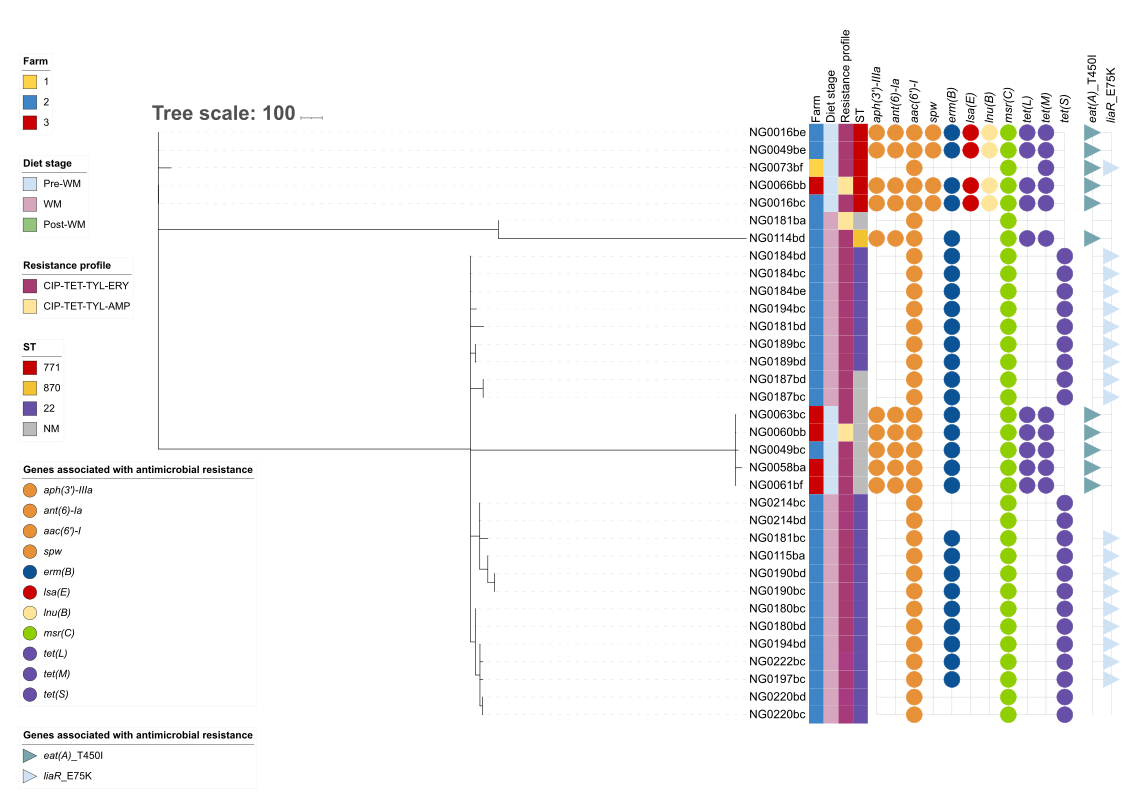 Farm
1
2
3
Diet stage
Pre-WM
WM
Post-WM
Resistance profile
CIP-TET-TYL-ERY
CIP-TET-TYL-AMP
ST
771
870
22
NM
Genes associated with antimicrobial resistance
aph(3')-IIIa
ant(6)-Ia
aac(6')-I
spw
erm(B)
lsa(E)
lnu(B)
msr(C)
tet(L)
tet(M)
tet(S)
Genes associated with antimicrobial resistance
eat(A)_T450I
liaR_E75K
Tree scale: 100
Farm
Diet stage
Resistance profile
ST
aph(3')-IIIa
ant(6)-Ia
aac(6')-I
spw
erm(B)
lsa(E)
lnu(B)
msr(C)
tet(L)
tet(M)
tet(S)
eat(A)_T450I
liaR_E75K
NG0016be
NG0049be
NG0073bf
NG0066bb
NG0016bc
NG0181ba
NG0114bd
NG0184bd
NG0184bc
NG0184be
NG0194bc
NG0181bd
NG0189bc
NG0189bd
NG0187bd
NG0187bc
NG0063bc
NG0060bb
NG0049bc
NG0058ba
NG0061bf
NG0214bc
NG0214bd
NG0181bc
NG0115ba
NG0190bd
NG0190bc
NG0180bc
NG0180bd
NG0194bd
NG0222bc
NG0197bc
NG0220bd
NG0220bc